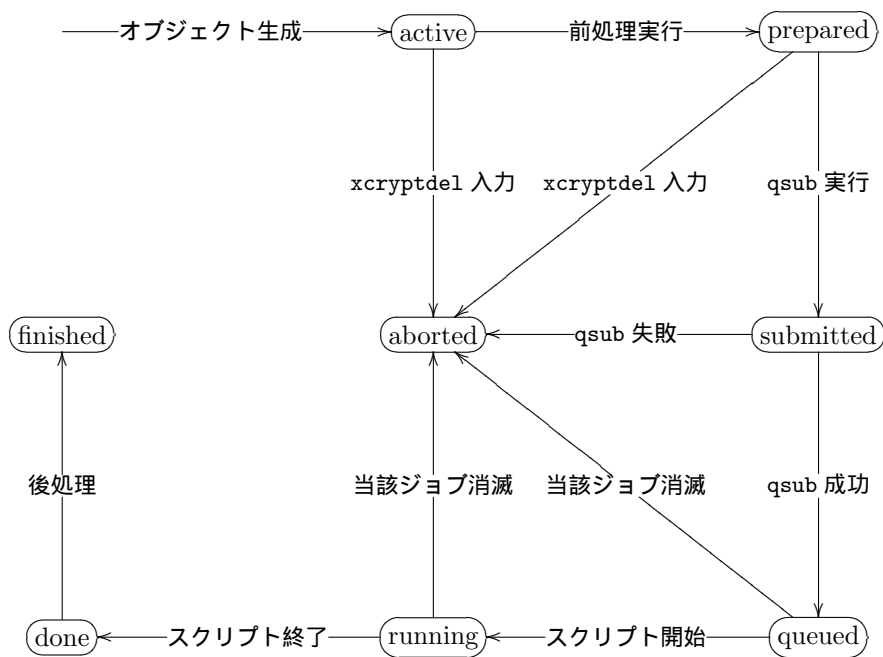 オブジェクト生成 active 前処理実行 prepared
xcryptdel 入力 xcryptdel 入力 qsub 実行
finished aborted qsub 失敗 submitted
後処理 当該ジョブ消滅 当該ジョブ消滅 qsub 成功
done スクリプト終了 running スクリプト開始 queued